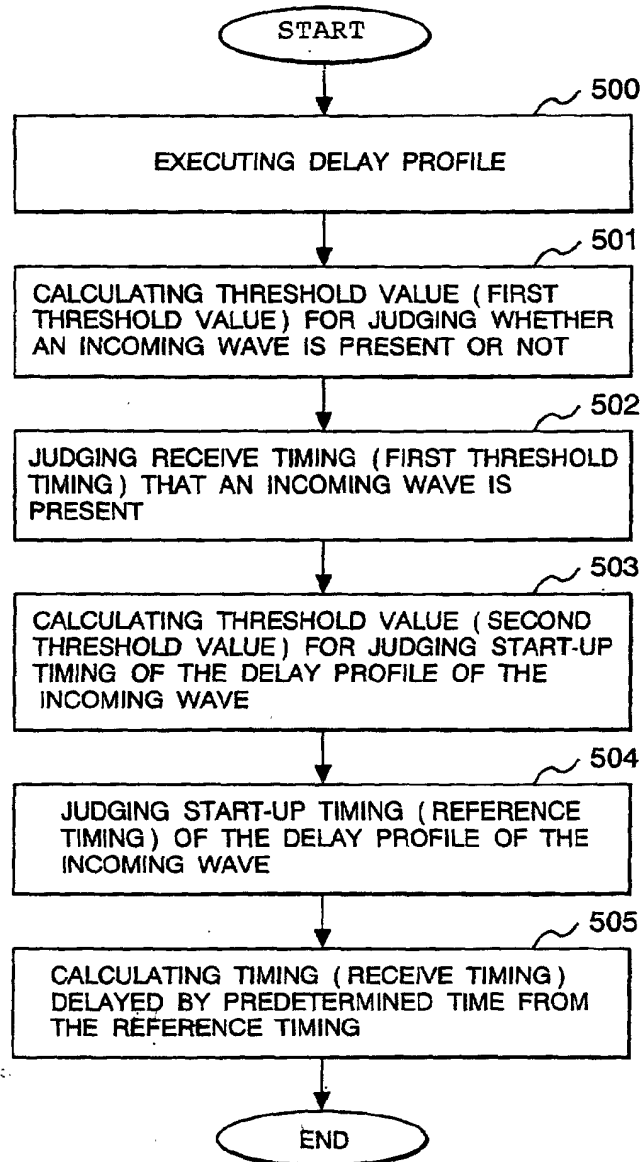 START
500
EXECUTING DELAY PROFILE
501
CALCULATING THRESHOLD VALUE (FIRST
THRESHOLD VALUE) FOR JUDGING WHETHER
AN INCOMING WAVE IS PRESENT OR NOT
502
JUDGING RECEIVE TIMING (FIRST THRESHOLD
TIMING) THAT AN INCOMING WAVE IS
PRESENT
503
CALCULATING THRESHOLD VALUE (SECOND
THRESHOLD VALUE) FOR JUDGING START-UP
TIMING OF THE DELAY PROFILE OF THE
INCOMING WAVE
504
JUDGING START-UP TIMING (REFERENCE
TIMING) OF THE DELAY PROFILE OF THE
INCOMING WAVE
505
CALCULATING TIMING (RECEIVE TIMING)
DELAYED BY PREDETERMINED TIME FROM
THE REFERENCE TIMING
END